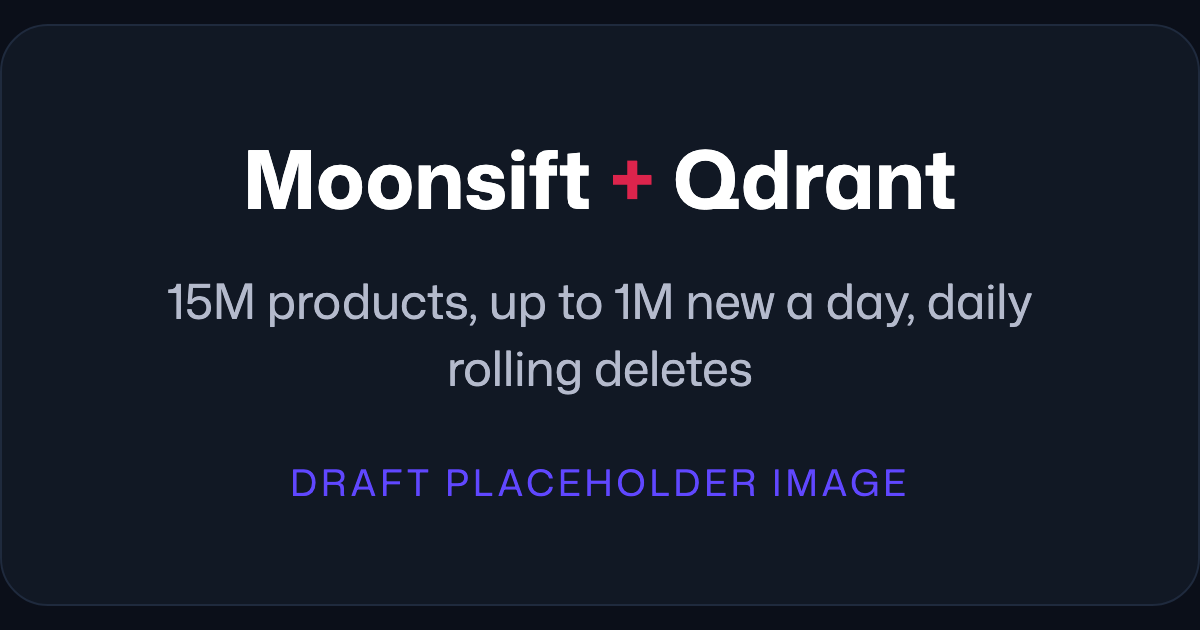 Moonsift + Qdrant
15M products, up to 1M new a day, daily
rolling deletes
DRAFT PLACEHOLDER IMAGE